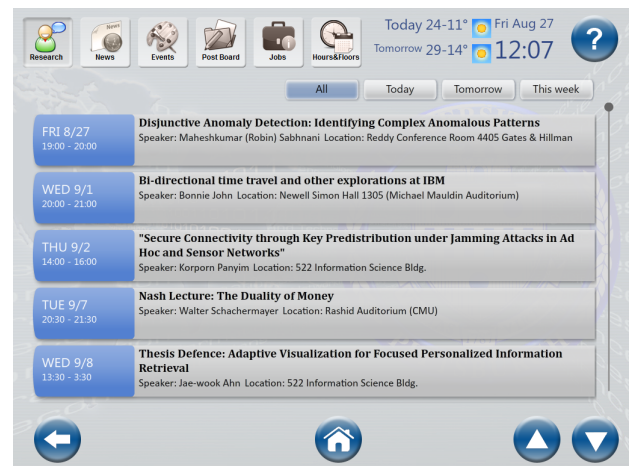 Today 24-11° Fri Aug 27
Tomorrow 29-14° 12:07
?
News
Research News Events Post Board Jobs Hours&Floors
All Today Tomorrow This week
FRI 8/27
19:00 - 20:00
Disjunctive Anomaly Detection: Identifying Complex Anomalous Patterns
Speaker: Maheshkumar (Robin) Sabhnani Location: Reddy Conference Room 4405 Gates & Hillman
WED 9/1
20:00 - 21:00
Bi-directional time travel and other explorations at IBM
Speaker: Bonnie John Location: Newell Simon Hall 1305 (Michael Mauldin Auditorium)
THU 9/2
14:00 - 16:00
"Secure Connectivity through Key Predistribution under Jamming Attacks in Ad
Hoc and Sensor Networks"
Speaker: Korporn Panyim Location: 522 Information Science Bldg.
TUE 9/7
20:30 - 21:30
Nash Lecture: The Duality of Money
Speaker: Walter Schachermayer Location: Rashid Auditorium (CMU)
WED 9/8
13:30 - 3:30
Thesis Defence: Adaptive Visualization for Focused Personalized Information
Retrieval
Speaker: Jae-wook Ahn Location: 522 Information Science Bldg.